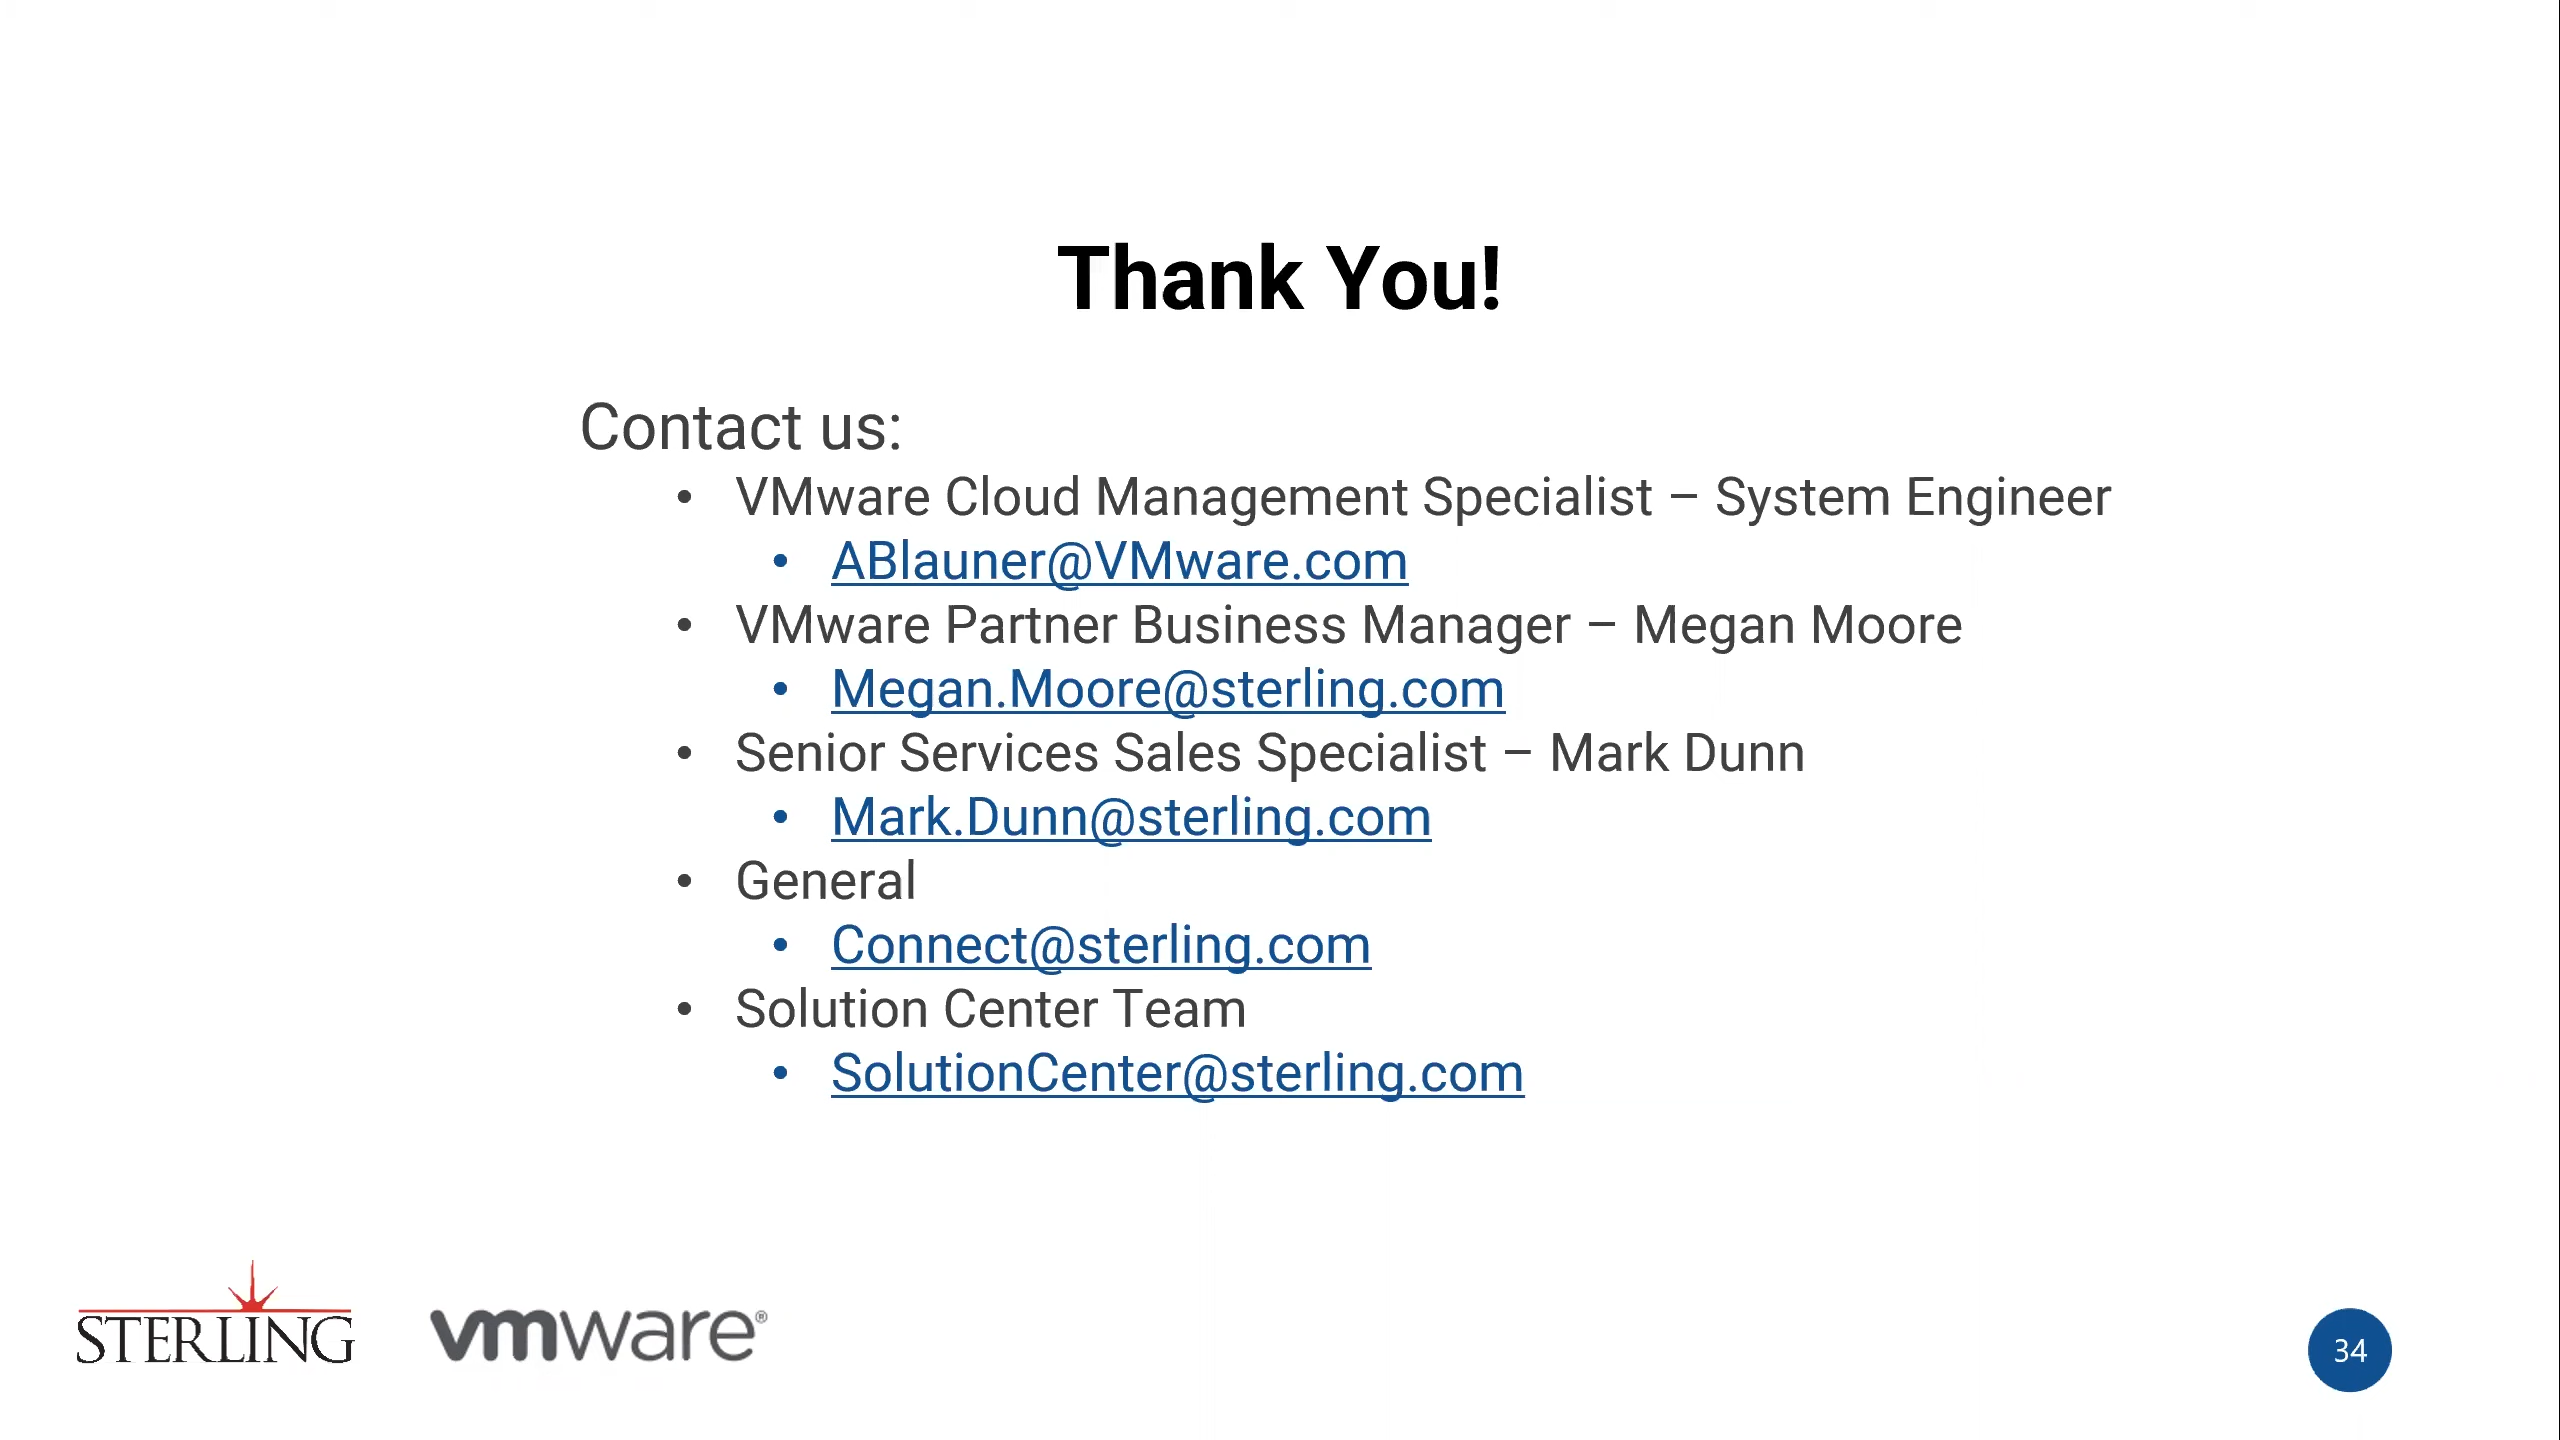 Thank You!
Contact us:
• VMware Cloud Management Specialist – System Engineer
• ABlauner@VMware.com
• VMware Partner Business Manager – Megan Moore
• Megan.Moore@sterling.com
• Senior Services Sales Specialist – Mark Dunn
• Mark.Dunn@sterling.com
• General
• Connect@sterling.com
• Solution Center Team
• SolutionCenter@sterling.com
STERLING
vmware®
34